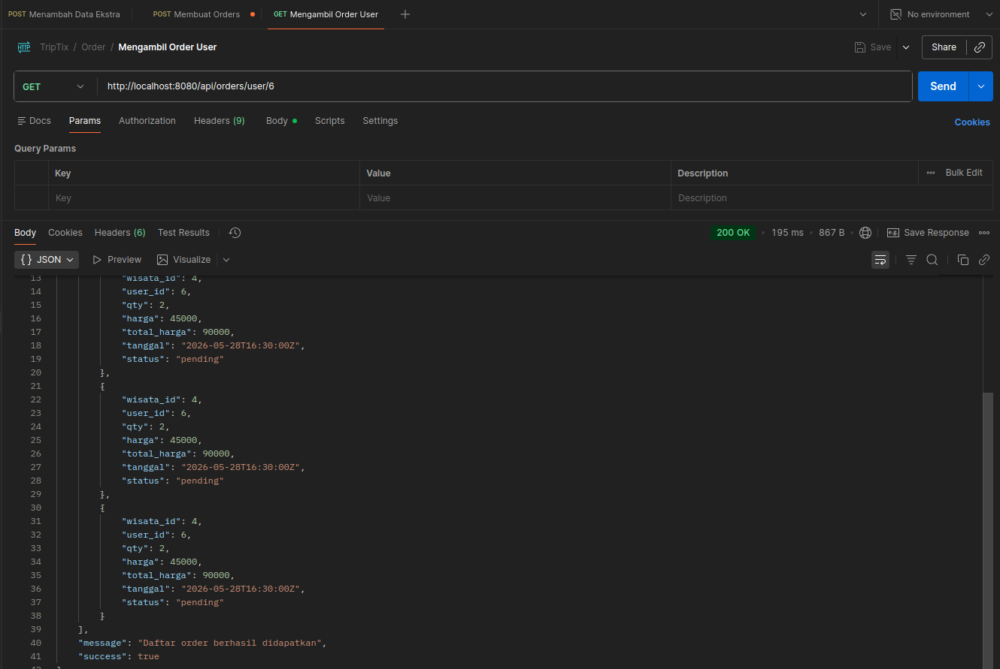 POST Menambah Data Ekstra POST Membuat Orders GET Mengambil Order User No environment
HTTP TripTix / Order / Mengambil Order User Save Share
GET http://localhost:8080/api/orders/user/6 Send
Docs Params Authorization Headers (9) Body Scripts Settings Cookies
Query Params
Key Value Description Bulk Edit
Key Value Description
Body Cookies Headers (6) Test Results 200 OK • 195 ms • 867 B e.g. Save Response
{} JSON Preview Visualize
13 "wisata_id": 4,
14 "user_id": 6,
15 "qty": 2,
16 "harga": 45000,
17 "total_harga": 90000,
18 "tanggal": "2026-05-28T16:30:00Z",
19 "status": "pending"
20 },
21 {
22 "wisata_id": 4,
23 "user_id": 6,
24 "qty": 2,
25 "harga": 45000,
26 "total_harga": 90000,
27 "tanggal": "2026-05-28T16:30:00Z",
28 "status": "pending"
29 },
30 {
31 "wisata_id": 4,
32 "user_id": 6,
33 "qty": 2,
34 "harga": 45000,
35 "total_harga": 90000,
36 "tanggal": "2026-05-28T16:30:00Z",
37 "status": "pending"
38 }
39 ],
40 "message": "Daftar order berhasil didapatkan",
41 "success": true